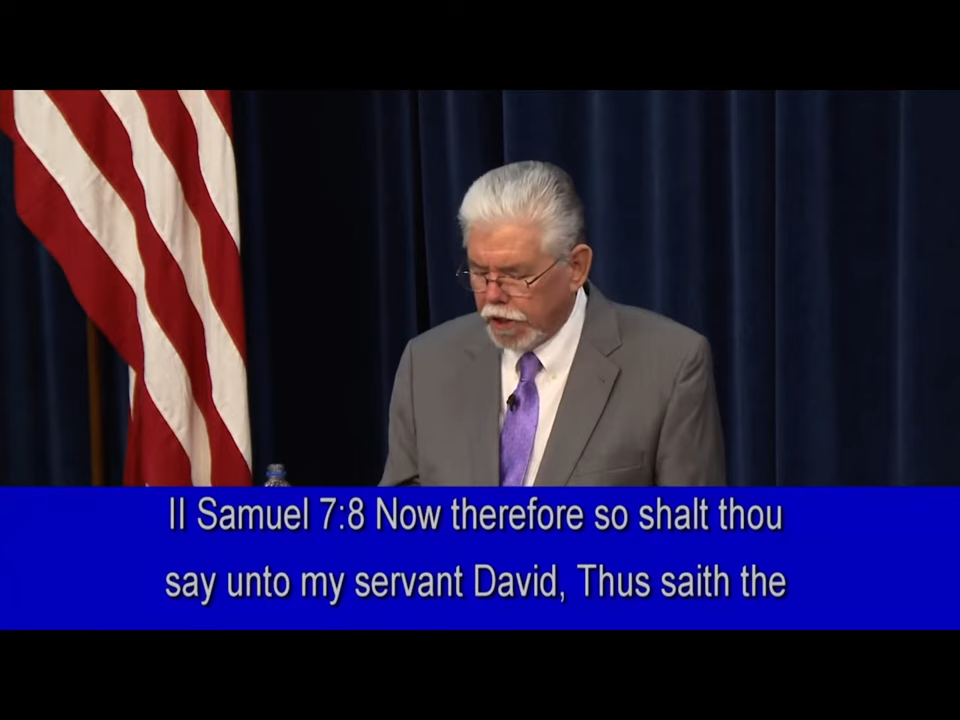 II Samuel 7:8 Now therefore so shalt thou
say unto my servant David, Thus saith the